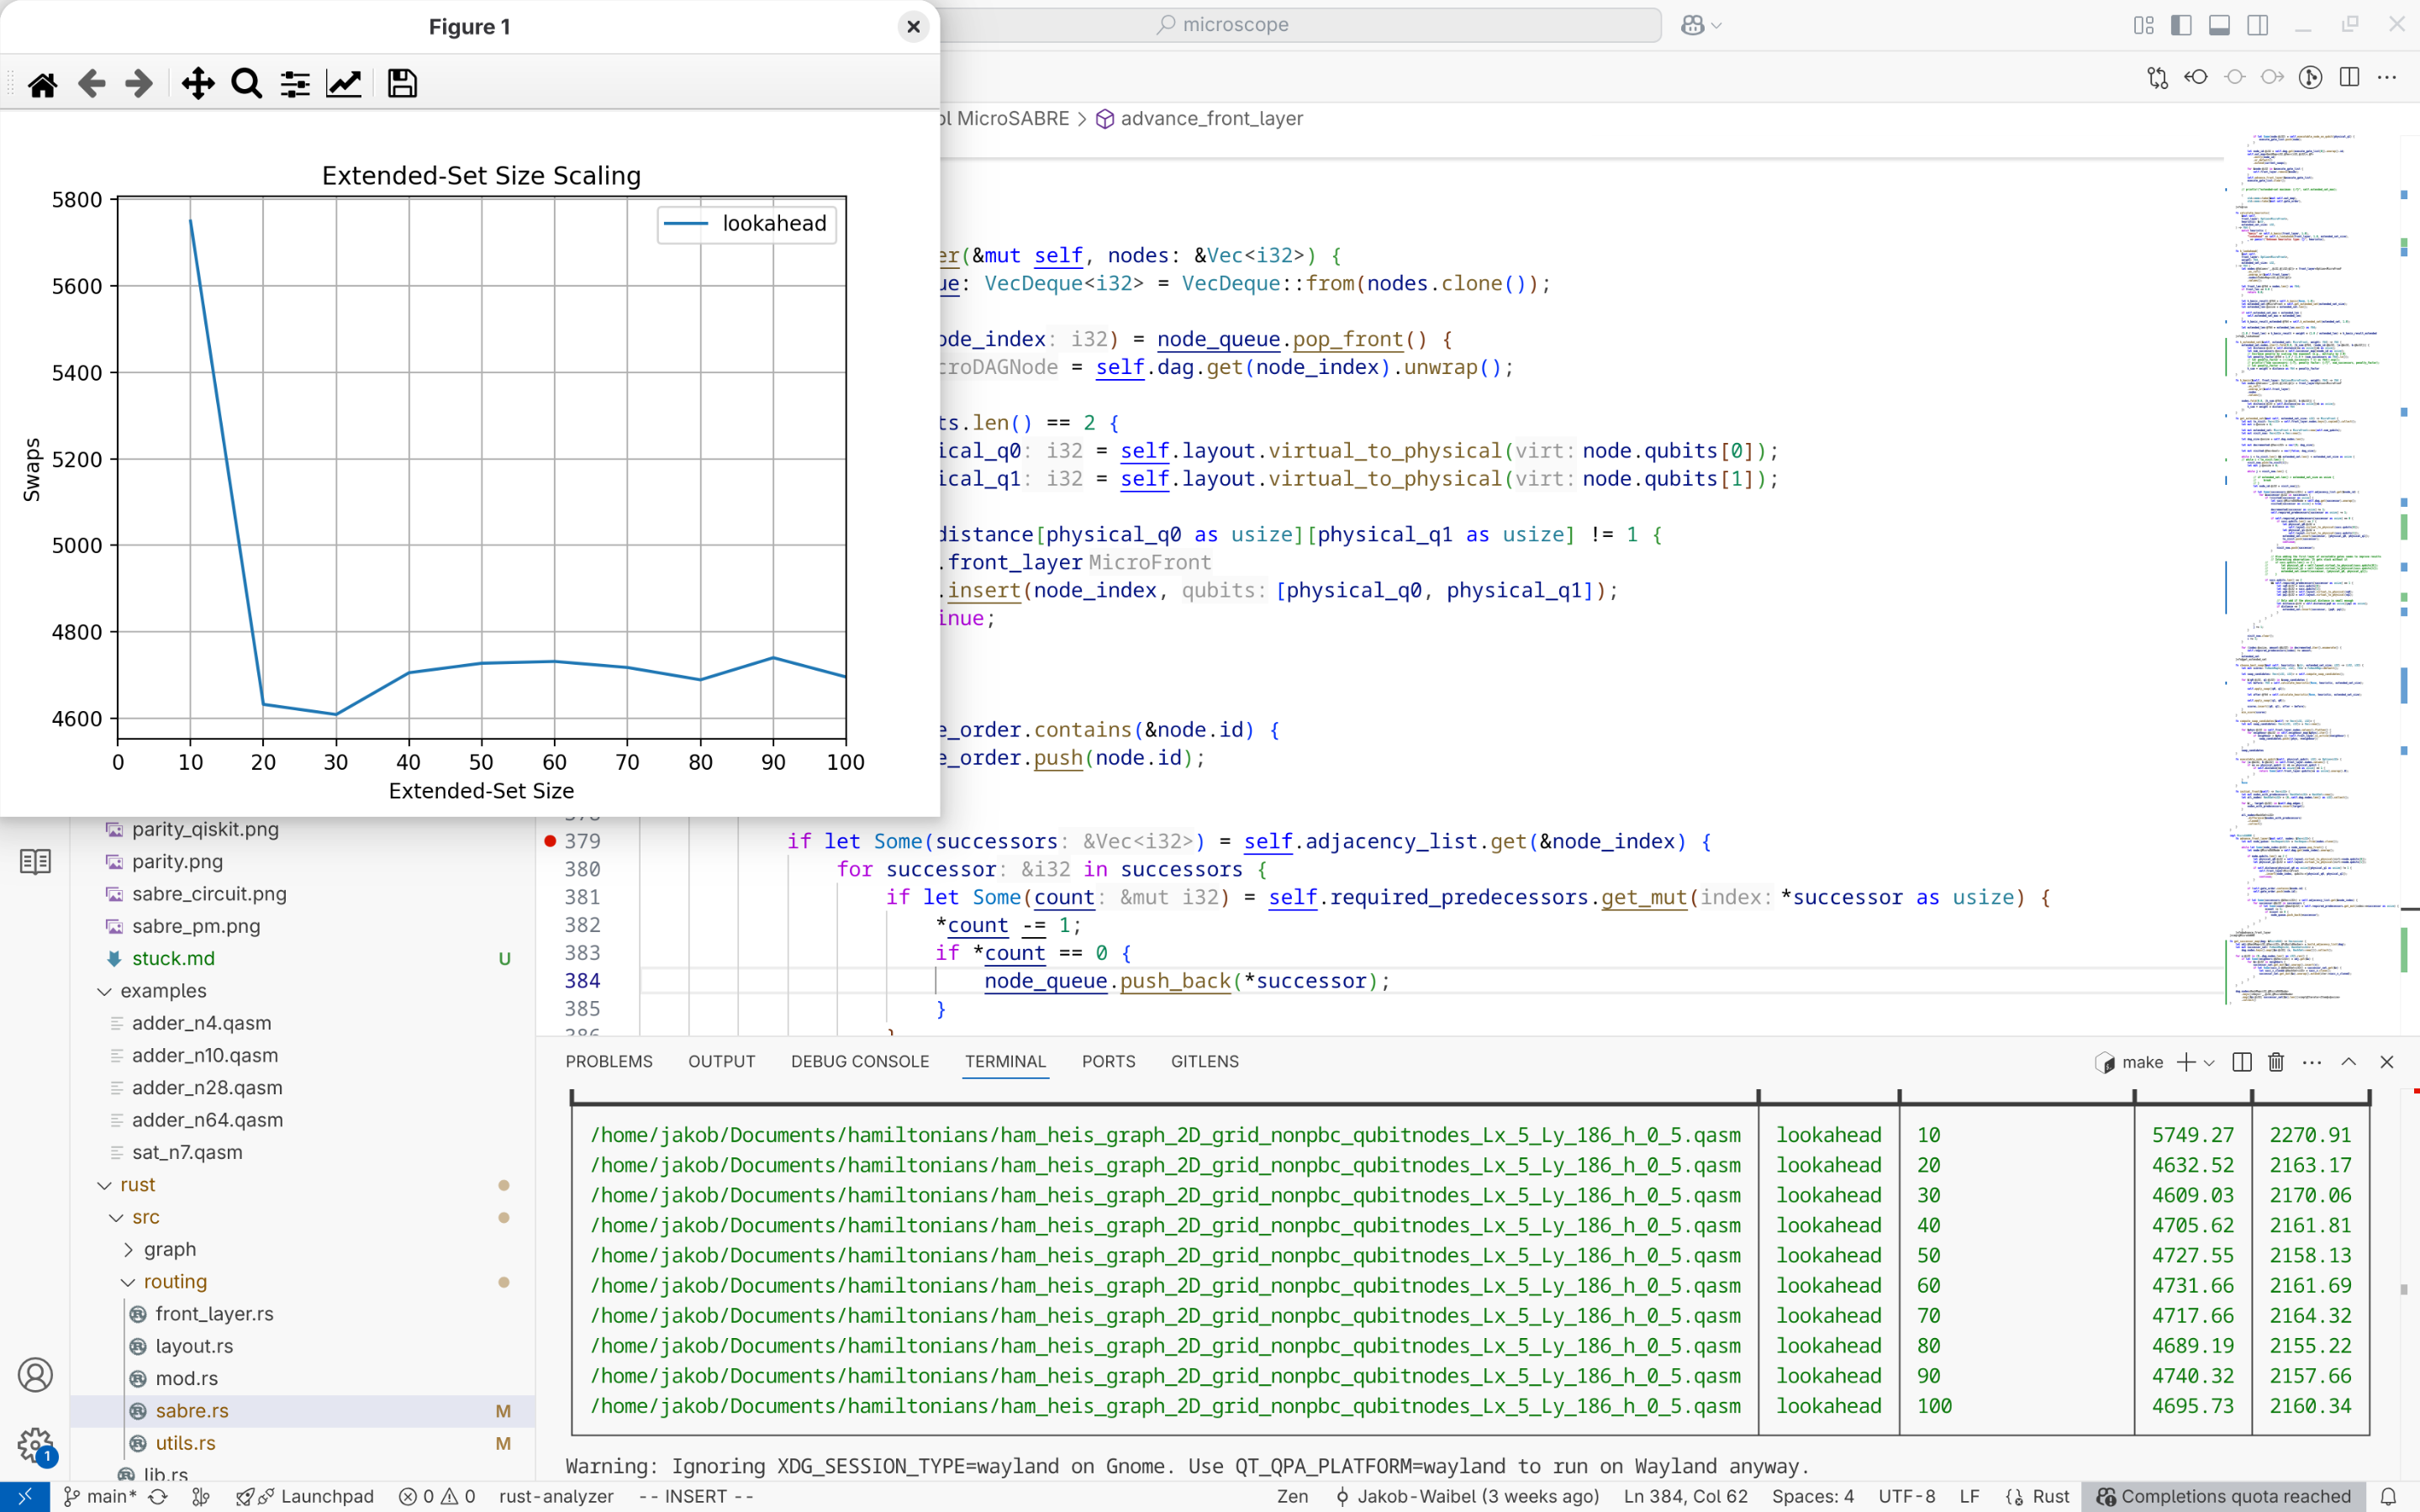 Figure 1
microscope
ol MicroSABRE > advance_front_layer
Extended-Set Size Scaling
lookahead
5800
5600
5400
5200
5000
4800
4600
Swaps
0 10 20 30 40 50 60 70 80 90 100
Extended-Set Size
er(&mut self, nodes: &Vec<i32>) {
ue: VecDeque<i32> = VecDeque::from(nodes.clone());
ode_index: i32) = node_queue.pop_front() {
croDAGNode = self.dag.get(node_index).unwrap();
ts.len() == 2 {
ical_q0: i32 = self.layout.virtual_to_physical(virt: node.qubits[0]);
ical_q1: i32 = self.layout.virtual_to_physical(virt: node.qubits[1]);
distance[physical_q0 as usize][physical_q1 as usize] != 1 {
.front_layer MicroFront
.insert(node_index, qubits: [physical_q0, physical_q1]);
inue;
e_order.contains(&node.id) {
e_order.push(node.id);
379 if let Some(successors: &Vec<i32>) = self.adjacency_list.get(&node_index) {
380 for successor: &i32 in successors {
381 if let Some(count: &mut i32) = self.required_predecessors.get_mut(index: *successor as usize) {
382 *count -= 1;
383 if *count == 0 {
384 node_queue.push_back(*successor);
385 }
386 }
parity_qiskit.png
parity.png
sabre_circuit.png
sabre_pm.png
stuck.md U
examples
adder_n4.qasm
adder_n10.qasm
adder_n28.qasm
adder_n64.qasm
sat_n7.qasm
rust
src
graph
routing
front_layer.rs
layout.rs
mod.rs
sabre.rs M
utils.rs M
lib.rs
1
PROBLEMS OUTPUT DEBUG CONSOLE TERMINAL PORTS GITLENS make
/home/jakob/Documents/hamiltonians/ham_heis_graph_2D_grid_nonpbc_qubitnodes_Lx_5_Ly_186_h_0_5.qasm lookahead 10 5749.27 2270.91
/home/jakob/Documents/hamiltonians/ham_heis_graph_2D_grid_nonpbc_qubitnodes_Lx_5_Ly_186_h_0_5.qasm lookahead 20 4632.52 2163.17
/home/jakob/Documents/hamiltonians/ham_heis_graph_2D_grid_nonpbc_qubitnodes_Lx_5_Ly_186_h_0_5.qasm lookahead 30 4609.03 2170.06
/home/jakob/Documents/hamiltonians/ham_heis_graph_2D_grid_nonpbc_qubitnodes_Lx_5_Ly_186_h_0_5.qasm lookahead 40 4705.62 2161.81
/home/jakob/Documents/hamiltonians/ham_heis_graph_2D_grid_nonpbc_qubitnodes_Lx_5_Ly_186_h_0_5.qasm lookahead 50 4727.55 2158.13
/home/jakob/Documents/hamiltonians/ham_heis_graph_2D_grid_nonpbc_qubitnodes_Lx_5_Ly_186_h_0_5.qasm lookahead 60 4731.66 2161.69
/home/jakob/Documents/hamiltonians/ham_heis_graph_2D_grid_nonpbc_qubitnodes_Lx_5_Ly_186_h_0_5.qasm lookahead 70 4717.66 2164.32
/home/jakob/Documents/hamiltonians/ham_heis_graph_2D_grid_nonpbc_qubitnodes_Lx_5_Ly_186_h_0_5.qasm lookahead 80 4689.19 2155.22
/home/jakob/Documents/hamiltonians/ham_heis_graph_2D_grid_nonpbc_qubitnodes_Lx_5_Ly_186_h_0_5.qasm lookahead 90 4740.32 2157.66
/home/jakob/Documents/hamiltonians/ham_heis_graph_2D_grid_nonpbc_qubitnodes_Lx_5_Ly_186_h_0_5.qasm lookahead 100 4695.73 2160.34
Warning: Ignoring XDG_SESSION_TYPE=wayland on Gnome. Use QT_QPA_PLATFORM=wayland to run on Wayland anyway.
main* Launchpad 0 0 rust-analyzer -- INSERT -- Zen Jakob-Waibel (3 weeks ago) Ln 384, Col 62 Spaces: 4 UTF-8 LF Rust Completions quota reached